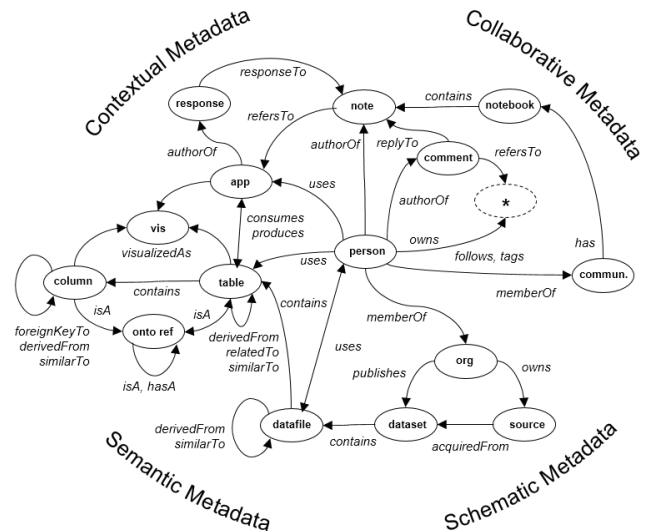 Contextual Metadata
Collaborative Metadata
responseTo
response
note
contains
notebook
refersTo
authorOf
replyTo
comment
refersTo
authorOf
app
uses
authorOf
*
consumes
produces
vis
visualizedAs
person
owns
follows, tags
has
uses
column
contains
table
memberOf
commun.
isA
isA
contains
memberOf
foreignKeyTo
derivedFrom
similarTo
onto ref
derivedFrom
relatedTo
similarTo
uses
isA, hasA
org
publishes
owns
derivedFrom
similarTo
datafile
contains
dataset
acquiredFrom
source
Semantic Metadata
Schematic Metadata